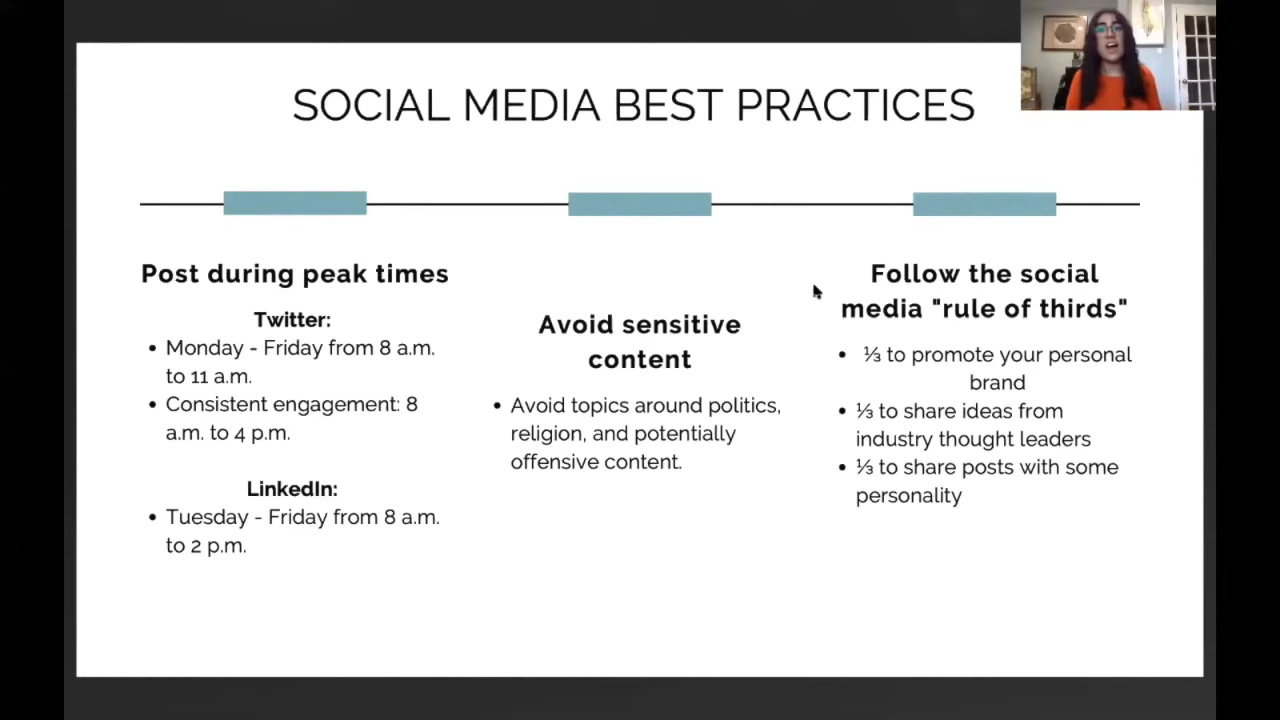 SOCIAL MEDIA BEST PRACTICES
Post during peak times
Twitter:
• Monday - Friday from 8 a.m.
to 11 a.m.
• Consistent engagement: 8
a.m. to 4 p.m.
LinkedIn:
• Tuesday - Friday from 8 a.m.
to 2 p.m.
Avoid sensitive
content
• Avoid topics around politics,
religion, and potentially
offensive content.
Follow the social
media "rule of thirds"
• ⅓ to promote your personal
brand
• ⅓ to share ideas from
industry thought leaders
• ⅓ to share posts with some
personality